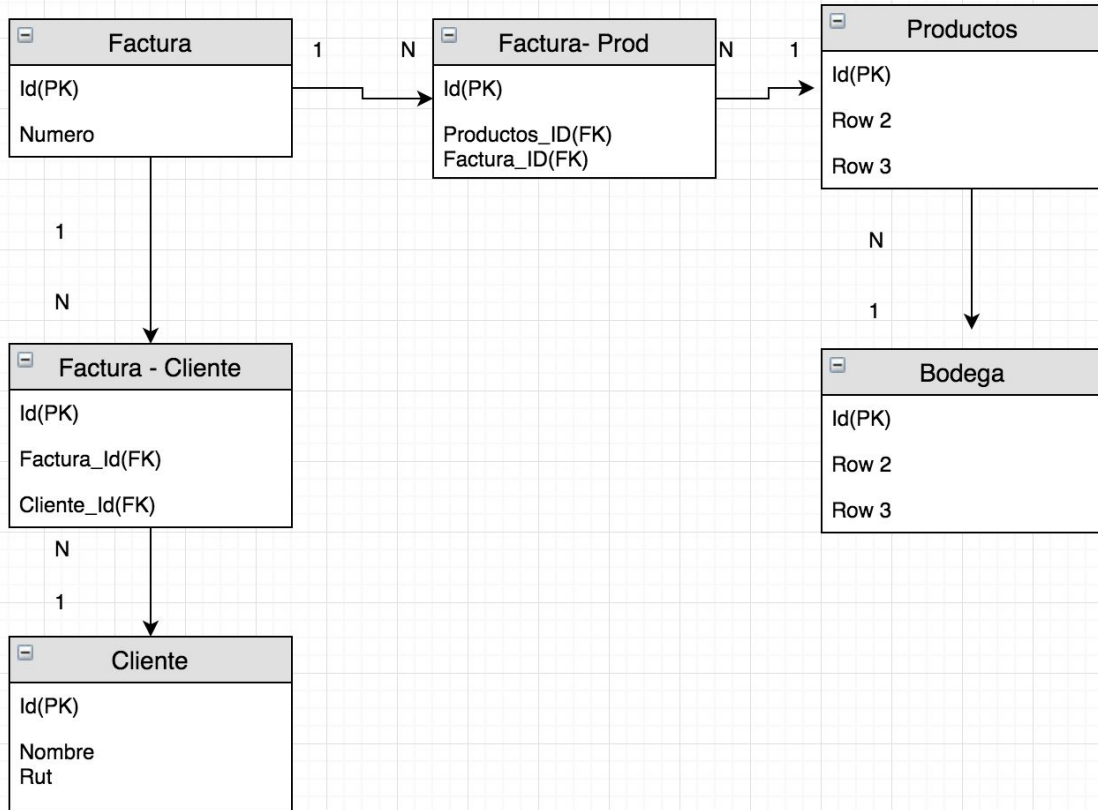 Factura
Id(PK)
Numero
1 N
Factura- Prod
Id(PK)
Productos_ID(FK)
Factura_ID(FK)
N 1
Productos
Id(PK)
Row 2
Row 3
N
1
Bodega
Id(PK)
Row 2
Row 3
1
N
Factura - Cliente
Id(PK)
Factura_Id(FK)
Cliente_Id(FK)
N
1
Cliente
Id(PK)
Nombre
Rut